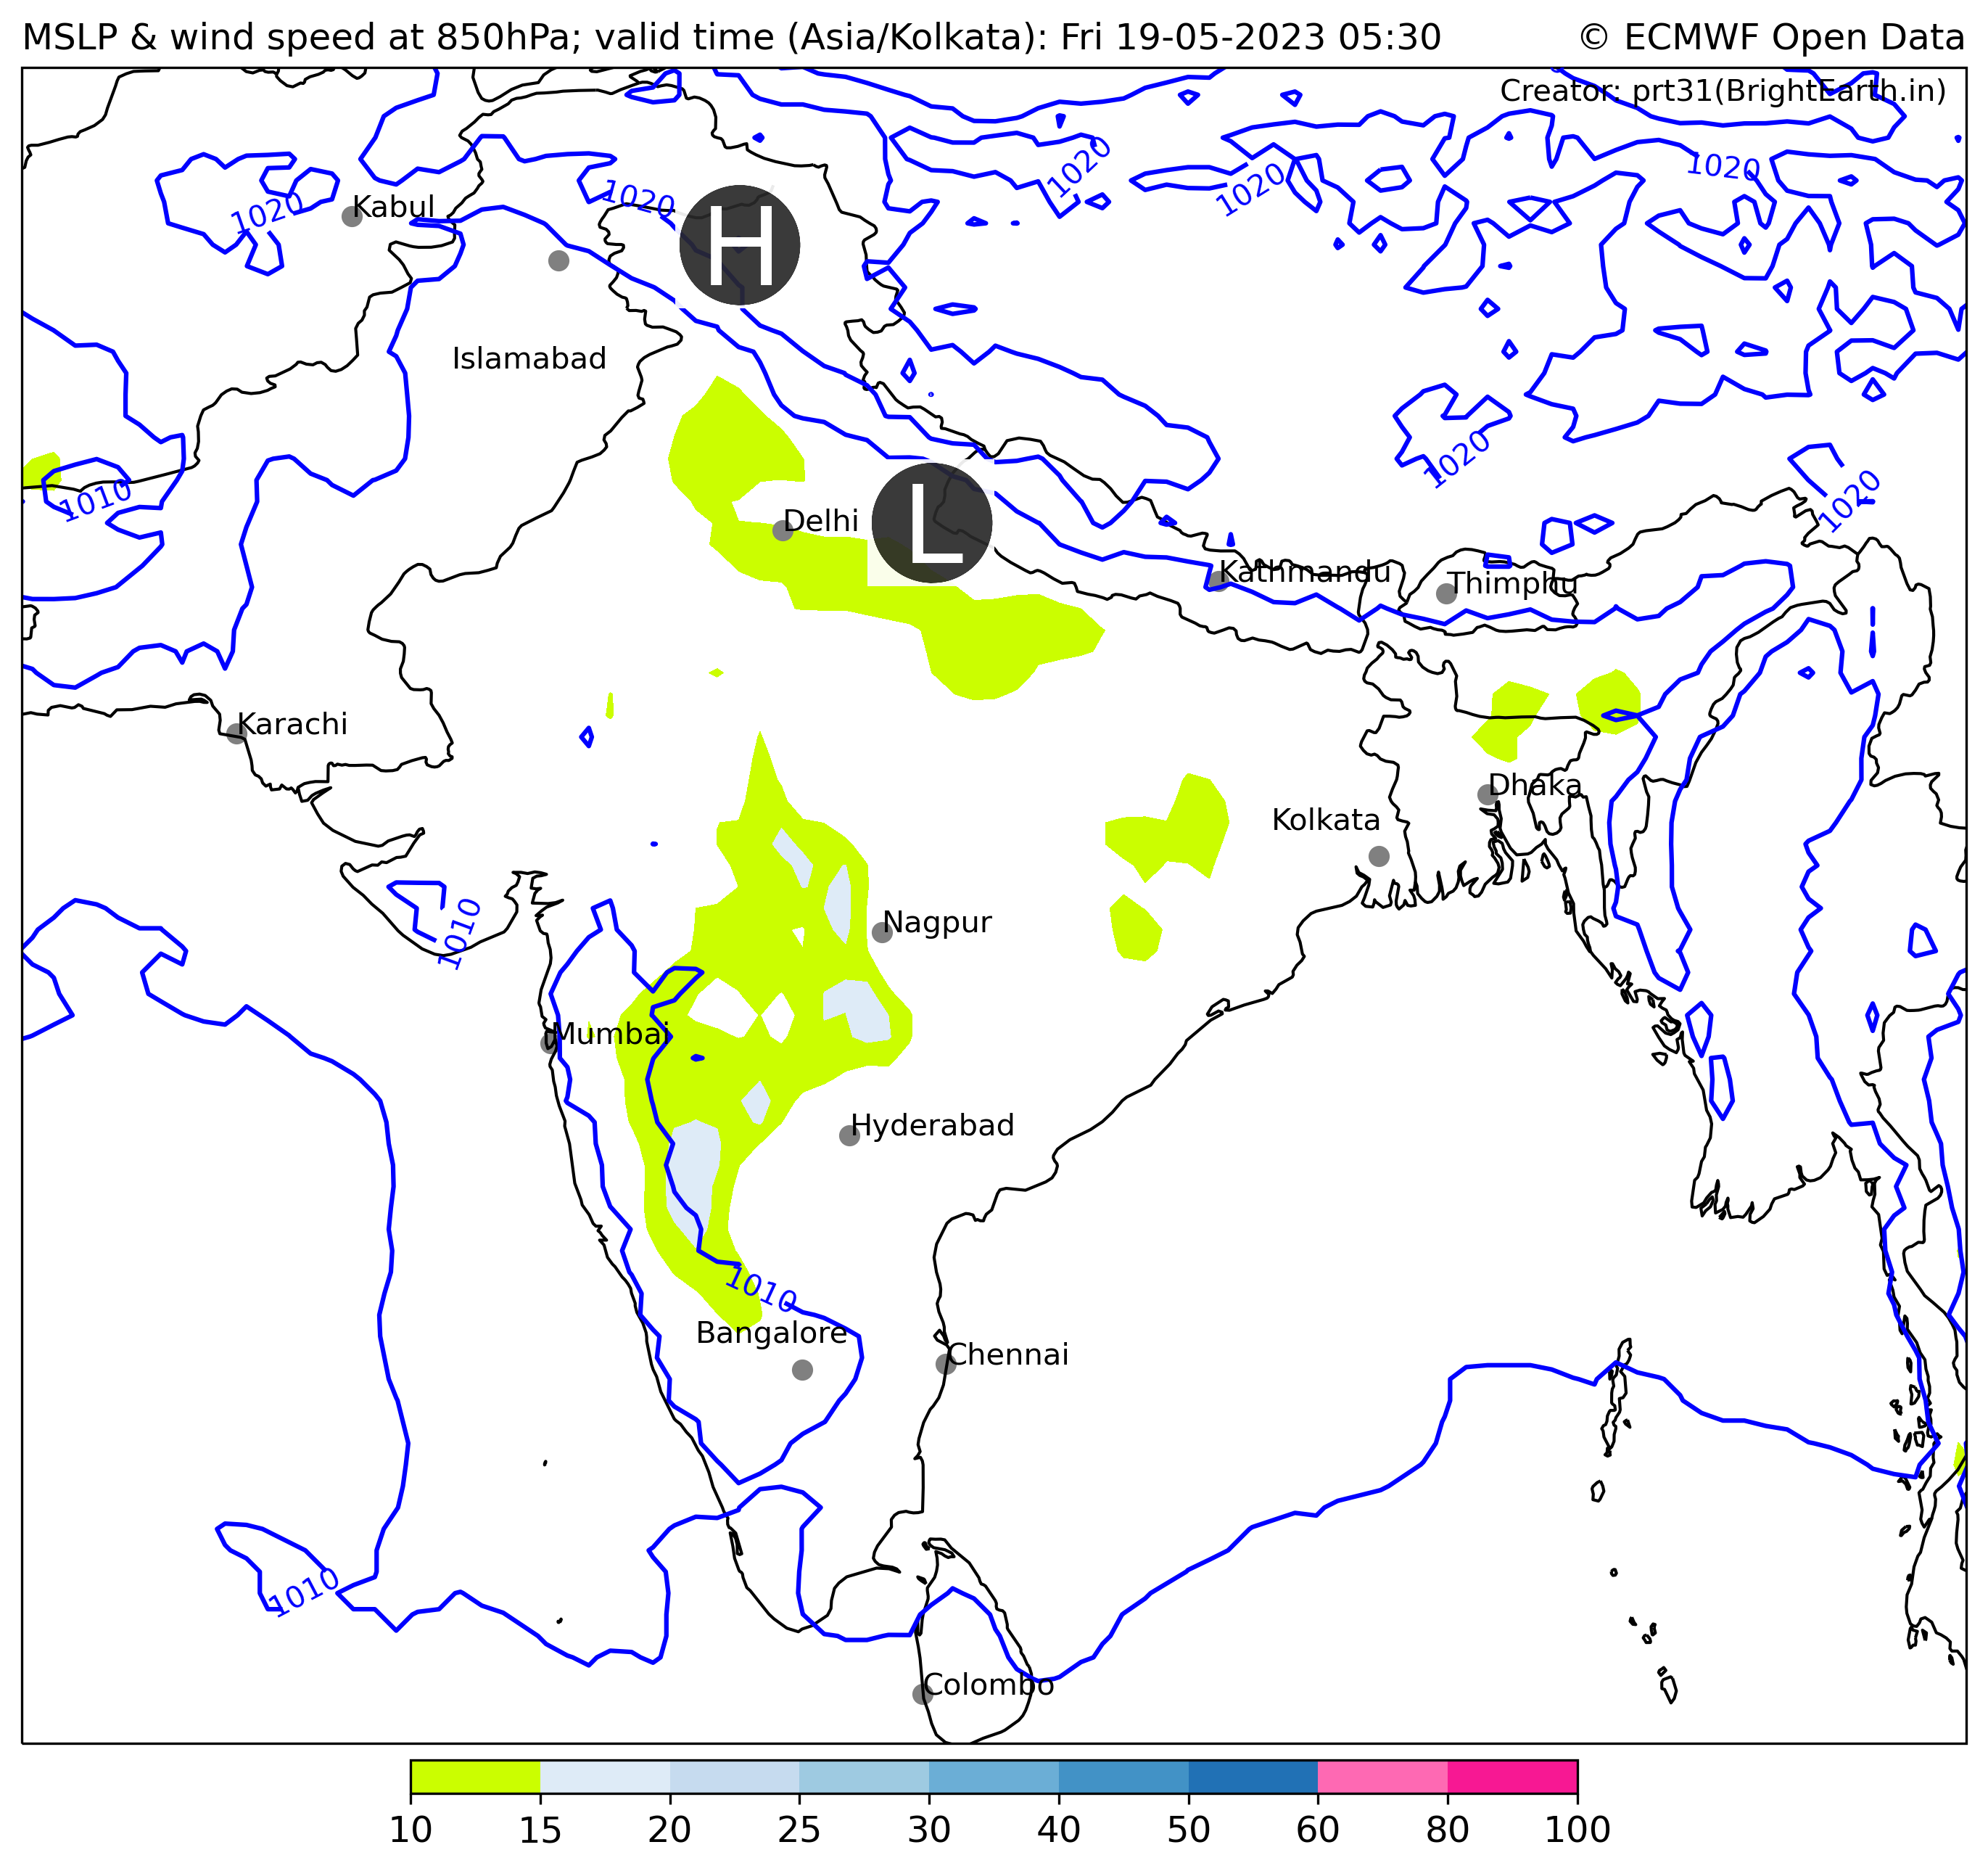 MSLP & wind speed at 850hPa; valid time (Asia/Kolkata): Fri 19-05-2023 05:30
© ECMWF Open Data
Creator: prt31(BrightEarth.in)
1020
1020
1020
1020
1020
Kabul
H
Islamabad
1020
1020
1010
L
Delhi
Kathmandu
Thimphu
Karachi
Dhaka
Kolkata
1010
Nagpur
Mumbai
Hyderabad
1010
Bangalore
Chennai
1010
Colombo
10 15 20 25 30 40 50 60 80 100